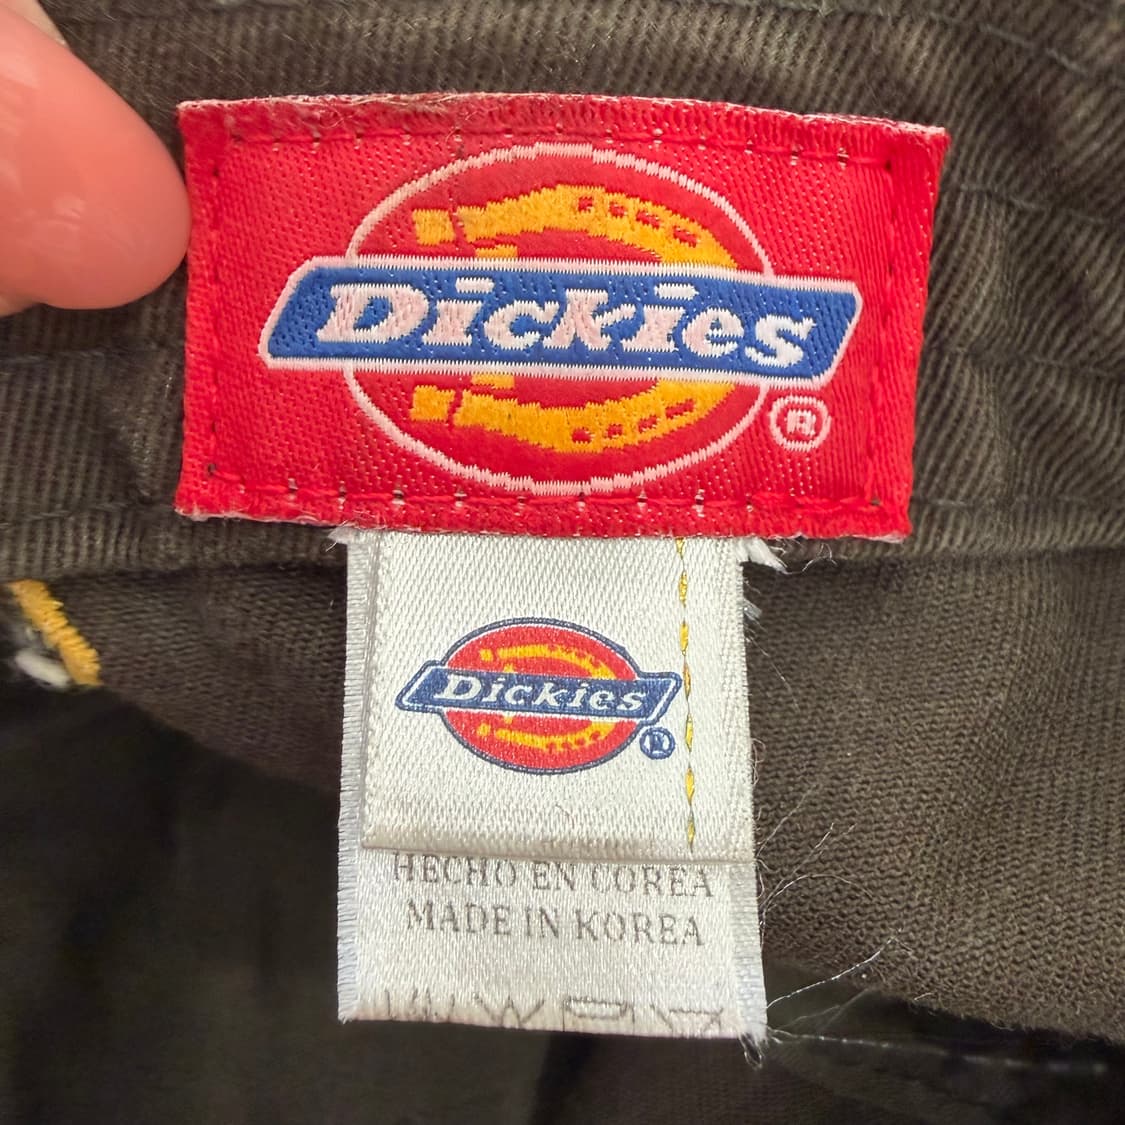 Dickies
®
Dickies
®
HECHO EN COREA
MADE IN KOREA